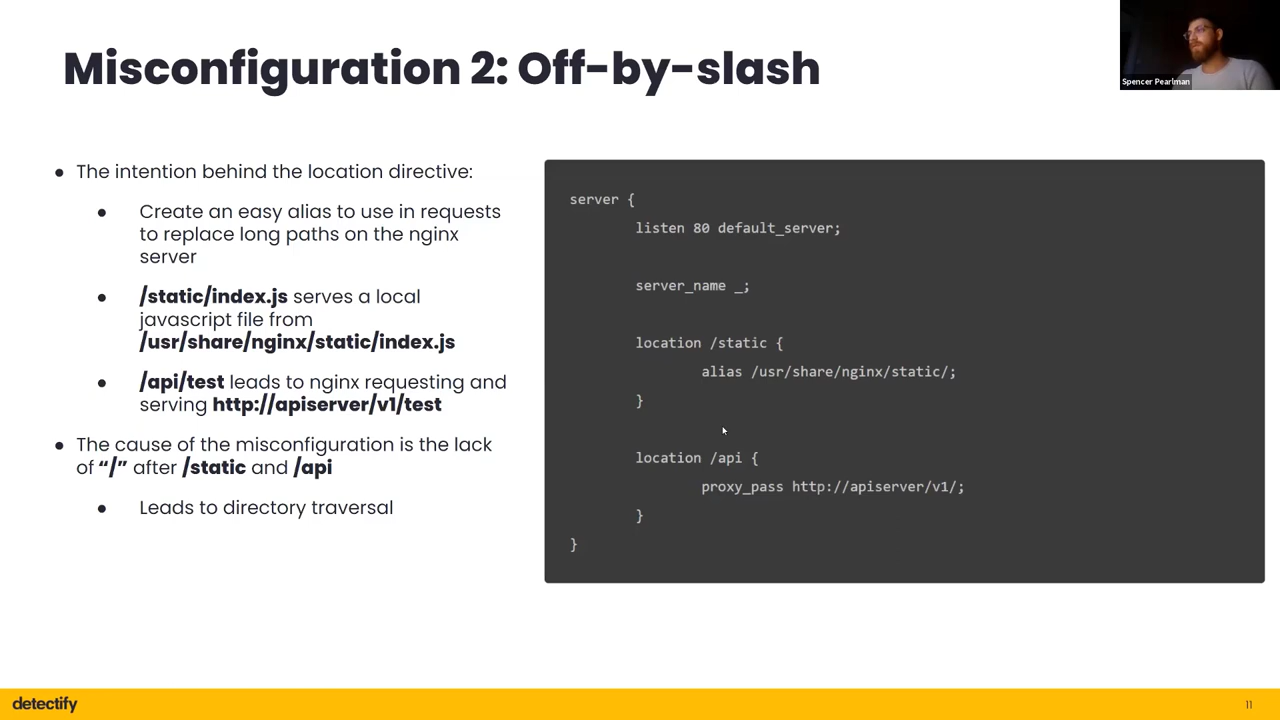 Misconfiguration 2: Off-by-slash
Spencer Pearlman
● The intention behind the location directive:
● Create an easy alias to use in requests
to replace long paths on the nginx
server
● /static/index.js serves a local
javascript file from
/usr/share/nginx/static/index.js
● /api/test leads to nginx requesting and
serving http://apiserver/v1/test
● The cause of the misconfiguration is the lack
of “/” after /static and /api
● Leads to directory traversal
server {
listen 80 default_server;
server_name _;
location /static {
alias /usr/share/nginx/static/;
}
location /api {
proxy_pass http://apiserver/v1/;
}
}
detectify
11